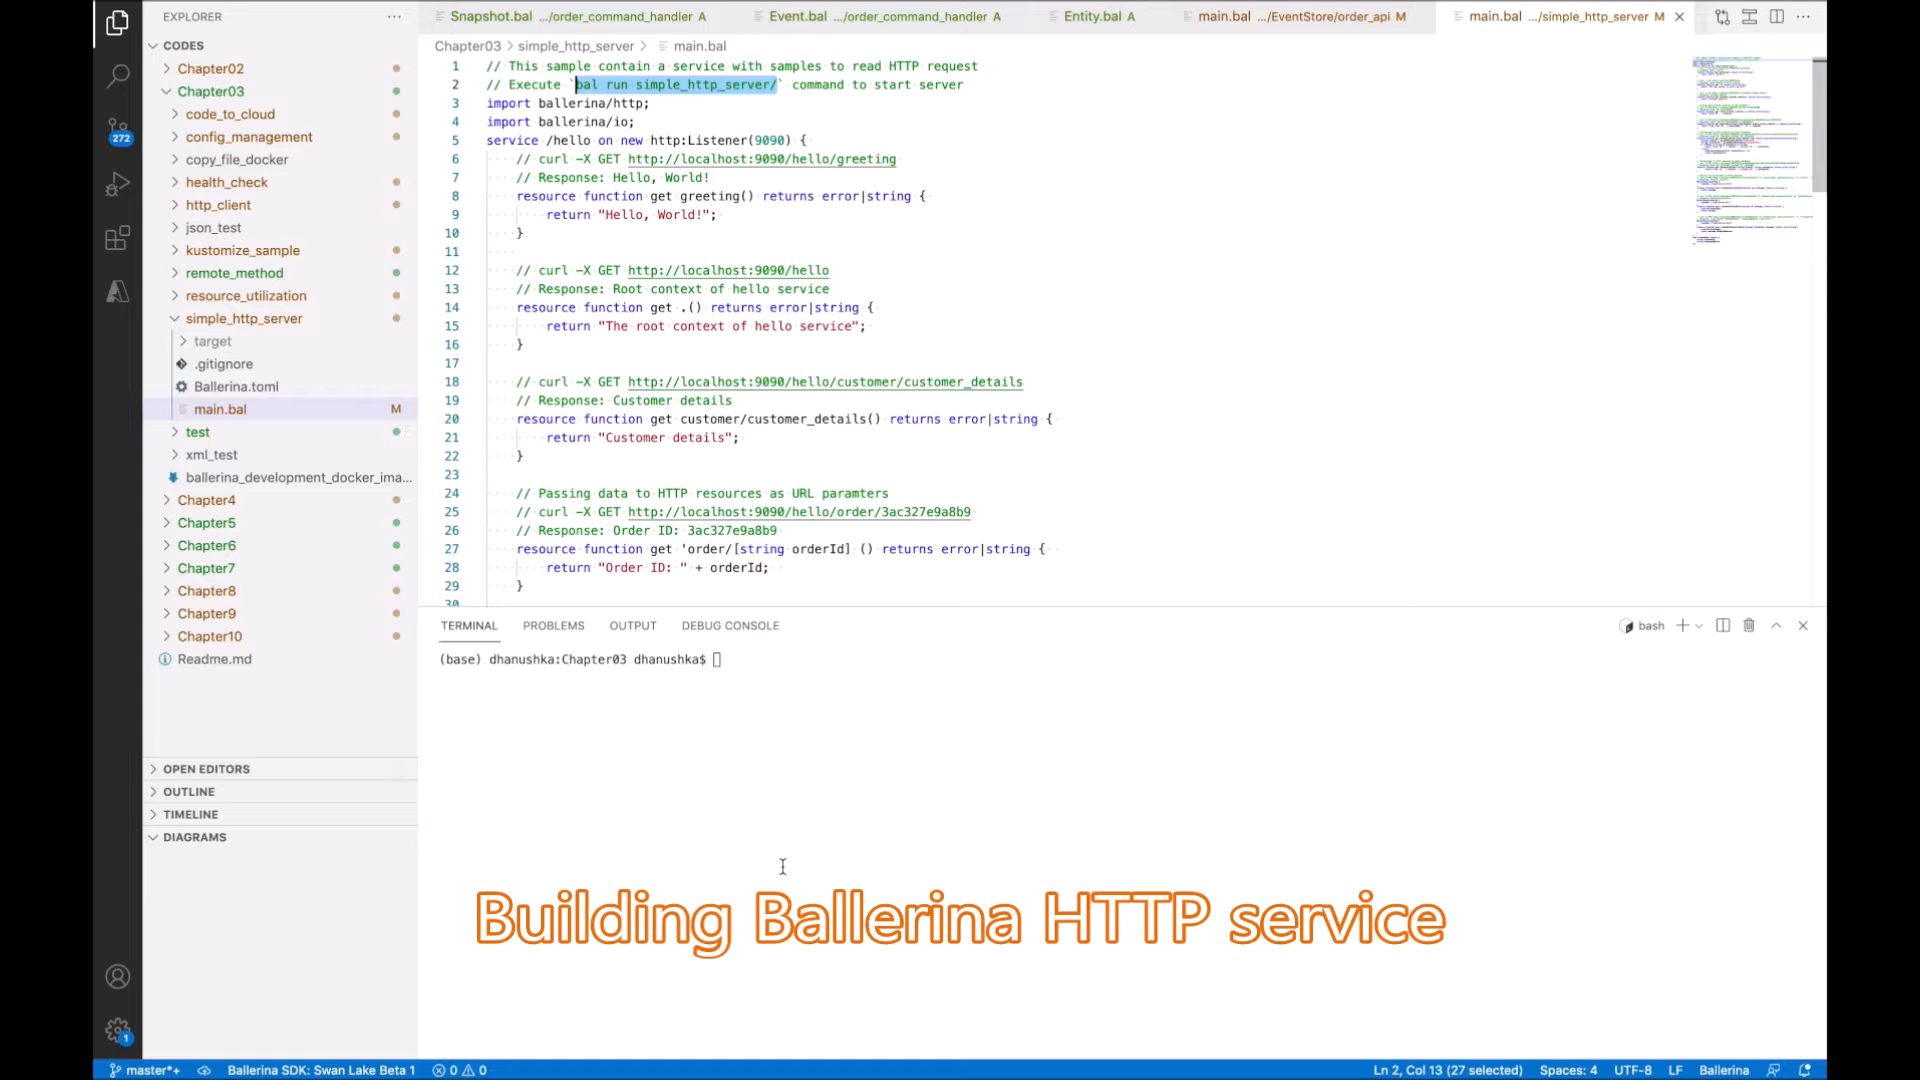 EXPLORER
CODES
Chapter02
Chapter03
code_to_cloud
config_management
copy_file_docker
health_check
http_client
json_test
kustomize_sample
remote_method
resource_utilization
simple_http_server
target
.gitignore
Ballerina.toml
main.bal M
test
xml_test
ballerina_development_docker_ima...
Chapter4
Chapter5
Chapter6
Chapter7
Chapter8
Chapter9
Chapter10
Readme.md
OPEN EDITORS
OUTLINE
TIMELINE
DIAGRAMS
272
1
Snapshot.bal .../order_command_handler A
Event.bal .../order_command_handler A
Entity.bal A
main.bal .../EventStore/order_api M
main.bal .../simple_http_server M
Chapter03 > simple_http_server > main.bal
1 // This sample contain a service with samples to read HTTP request
2 // Execute `bal run simple_http_server/` command to start server
3 import ballerina/http;
4 import ballerina/io;
5 service /hello on new http:Listener(9090) {
6 // curl -X GET http://localhost:9090/hello/greeting
7 // Response: Hello, World!
8 resource function get greeting() returns error|string {
9 return "Hello, World!";
10 }
11
12 // curl -X GET http://localhost:9090/hello
13 // Response: Root context of hello service
14 resource function get .() returns error|string {
15 return "The root context of hello service";
16 }
17
18 // curl -X GET http://localhost:9090/hello/customer/customer_details
19 // Response: Customer details
20 resource function get customer/customer_details() returns error|string {
21 return "Customer details";
22 }
23
24 // Passing data to HTTP resources as URL paramters
25 // curl -X GET http://localhost:9090/hello/order/3ac327e9a8b9
26 // Response: Order ID: 3ac327e9a8b9
27 resource function get 'order/[string orderId] () returns error|string {
28 return "Order ID: " + orderId;
29 }
30
TERMINAL PROBLEMS OUTPUT DEBUG CONSOLE
bash
(base) dhanushka:Chapter03 dhanushka$
Building Ballerina HTTP service
master*+ Ballerina SDK: Swan Lake Beta 1 0 0
Ln 2, Col 13 (27 selected) Spaces: 4 UTF-8 LF Ballerina